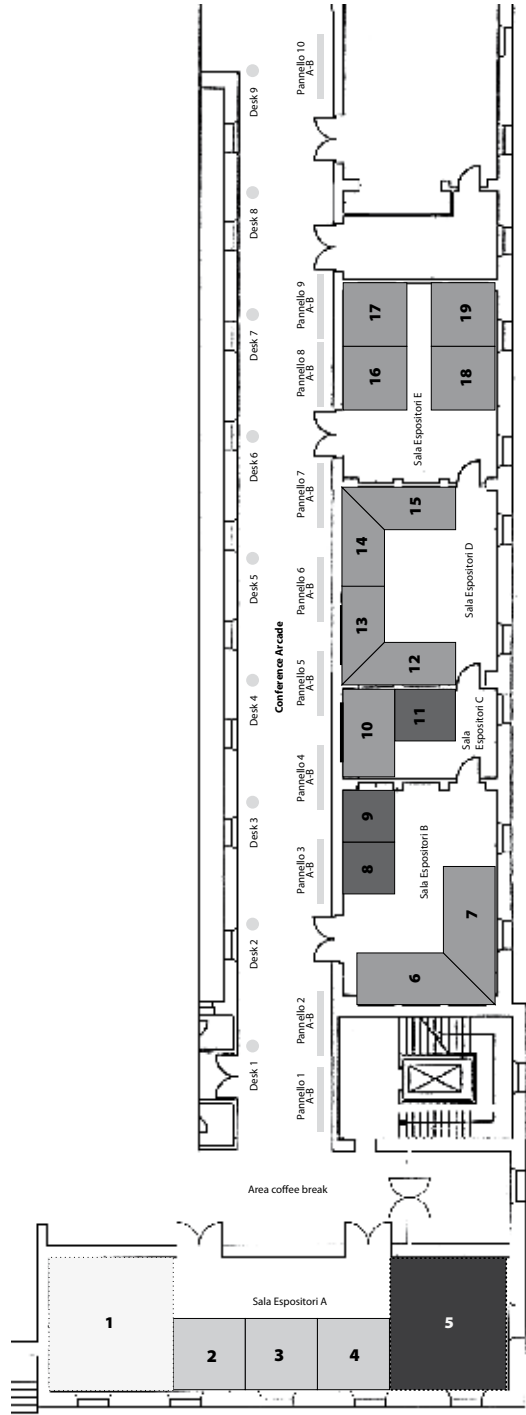 Pannello 10
A-B
Desk 9
Desk 8
Pannello 9
A-B
17
19
Desk 7
Pannello 8
A-B
16
18
Sala Espositori E
Desk 6
Pannello 7
A-B
15
14
Desk 5
Pannello 6
A-B
13
Sala Espositori D
Conference Arcade
12
Desk 4
Pannello 5
A-B
10
11
Sala
Espositori C
Pannello 4
A-B
Desk 3
9
Pannello 3
A-B
8
Sala Espositori B
7
Desk 2
6
Pannello 2
A-B
Desk 1
Pannello 1
A-B
Area coffee break
Sala Espositori A
1
2
3
4
5